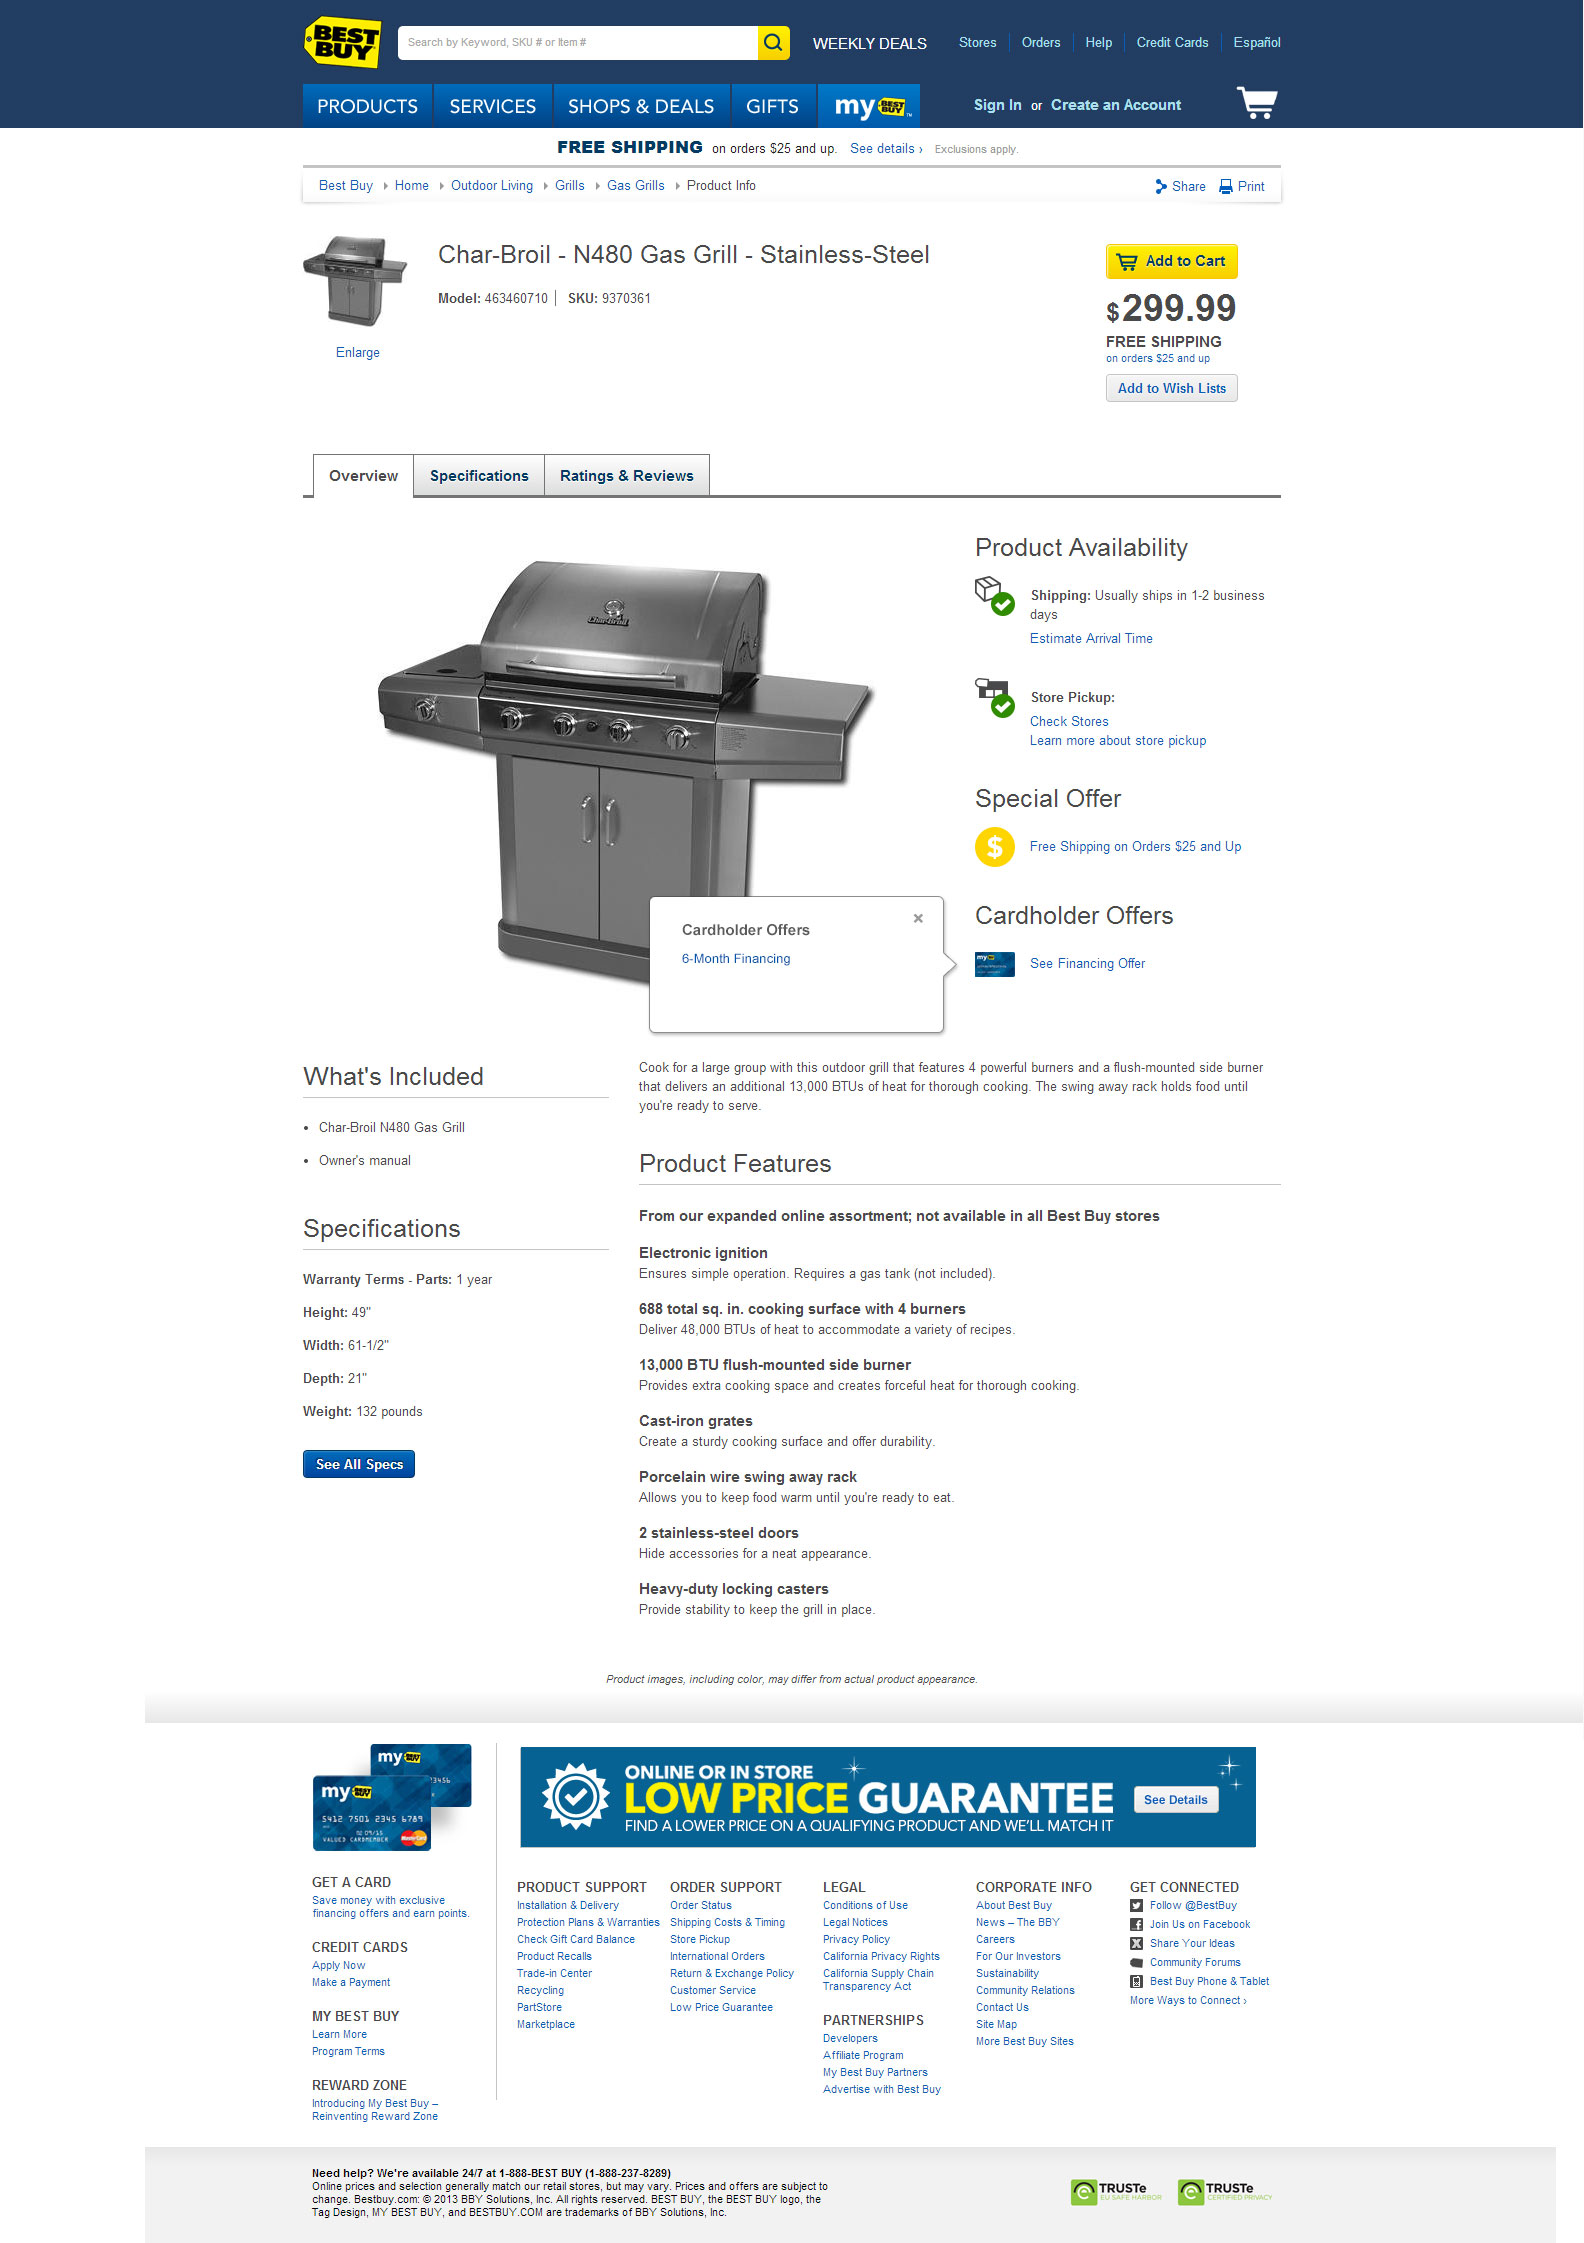 BEST BUY
Search by Keyword, SKU # or Item #
WEEKLY DEALS
Stores
Orders
Help
Credit Cards
Español
PRODUCTS
SERVICES
SHOPS & DEALS
GIFTS
my BEST BUY™
Sign In or Create an Account
FREE SHIPPING on orders $25 and up. See details › Exclusions apply.
Best Buy Home Outdoor Living Grills Gas Grills Product Info
Share
Print
Char-Broil - N480 Gas Grill - Stainless-Steel
Model: 463460710 | SKU: 9370361
Enlarge
Add to Cart
$299.99
FREE SHIPPING
on orders $25 and up
Add to Wish Lists
Overview
Specifications
Ratings & Reviews
Char-Broil
Product Availability
Shipping: Usually ships in 1-2 business
days
Estimate Arrival Time
Store Pickup:
Check Stores
Learn more about store pickup
Special Offer
$
Free Shipping on Orders $25 and Up
Cardholder Offers
my
See Financing Offer
Cardholder Offers
6-Month Financing
What's Included
• Char-Broil N480 Gas Grill
• Owner's manual
Specifications
Warranty Terms - Parts: 1 year
Height: 49"
Width: 61-1/2"
Depth: 21"
Weight: 132 pounds
See All Specs
Cook for a large group with this outdoor grill that features 4 powerful burners and a flush-mounted side burner
that delivers an additional 13,000 BTUs of heat for thorough cooking. The swing away rack holds food until
you're ready to serve.
Product Features
From our expanded online assortment; not available in all Best Buy stores
Electronic ignition
Ensures simple operation. Requires a gas tank (not included).
688 total sq. in. cooking surface with 4 burners
Deliver 48,000 BTUs of heat to accommodate a variety of recipes.
13,000 BTU flush-mounted side burner
Provides extra cooking space and creates forceful heat for thorough cooking.
Cast-iron grates
Create a sturdy cooking surface and offer durability.
Porcelain wire swing away rack
Allows you to keep food warm until you're ready to eat.
2 stainless-steel doors
Hide accessories for a neat appearance.
Heavy-duty locking casters
Provide stability to keep the grill in place.
Product images, including color, may differ from actual product appearance.
my BEST BUY
3456
my BEST BUY
5412 7501 2345 6789
02 09/15
VALUED CARDMEMBER
MasterCard
ONLINE OR IN STORE
LOW PRICE GUARANTEE
FIND A LOWER PRICE ON A QUALIFYING PRODUCT AND WE'LL MATCH IT
See Details
GET A CARD
Save money with exclusive
financing offers and earn points.
CREDIT CARDS
Apply Now
Make a Payment
MY BEST BUY
Learn More
Program Terms
REWARD ZONE
Introducing My Best Buy –
Reinventing Reward Zone
PRODUCT SUPPORT
Installation & Delivery
Protection Plans & Warranties
Check Gift Card Balance
Product Recalls
Trade-in Center
Recycling
PartStore
Marketplace
ORDER SUPPORT
Order Status
Shipping Costs & Timing
Store Pickup
International Orders
Return & Exchange Policy
Customer Service
Low Price Guarantee
LEGAL
Conditions of Use
Legal Notices
Privacy Policy
California Privacy Rights
California Supply Chain
Transparency Act
PARTNERSHIPS
Developers
Affiliate Program
My Best Buy Partners
Advertise with Best Buy
CORPORATE INFO
About Best Buy
News – The BBY
Careers
For Our Investors
Sustainability
Community Relations
Contact Us
Site Map
More Best Buy Sites
GET CONNECTED
Follow @BestBuy
Join Us on Facebook
Share Your Ideas
Community Forums
Best Buy Phone & Tablet
More Ways to Connect ›
Need help? We're available 24/7 at 1-888-BEST BUY (1-888-237-8289)
Online prices and selection generally match our retail stores, but may vary. Prices and offers are subject to
change. Bestbuy.com: © 2013 BBY Solutions, Inc. All rights reserved. BEST BUY, the BEST BUY logo, the
Tag Design, MY BEST BUY, and BESTBUY.COM are trademarks of BBY Solutions, Inc.
TRUSTe
EU SAFE HARBOR
TRUSTe
CERTIFIED PRIVACY